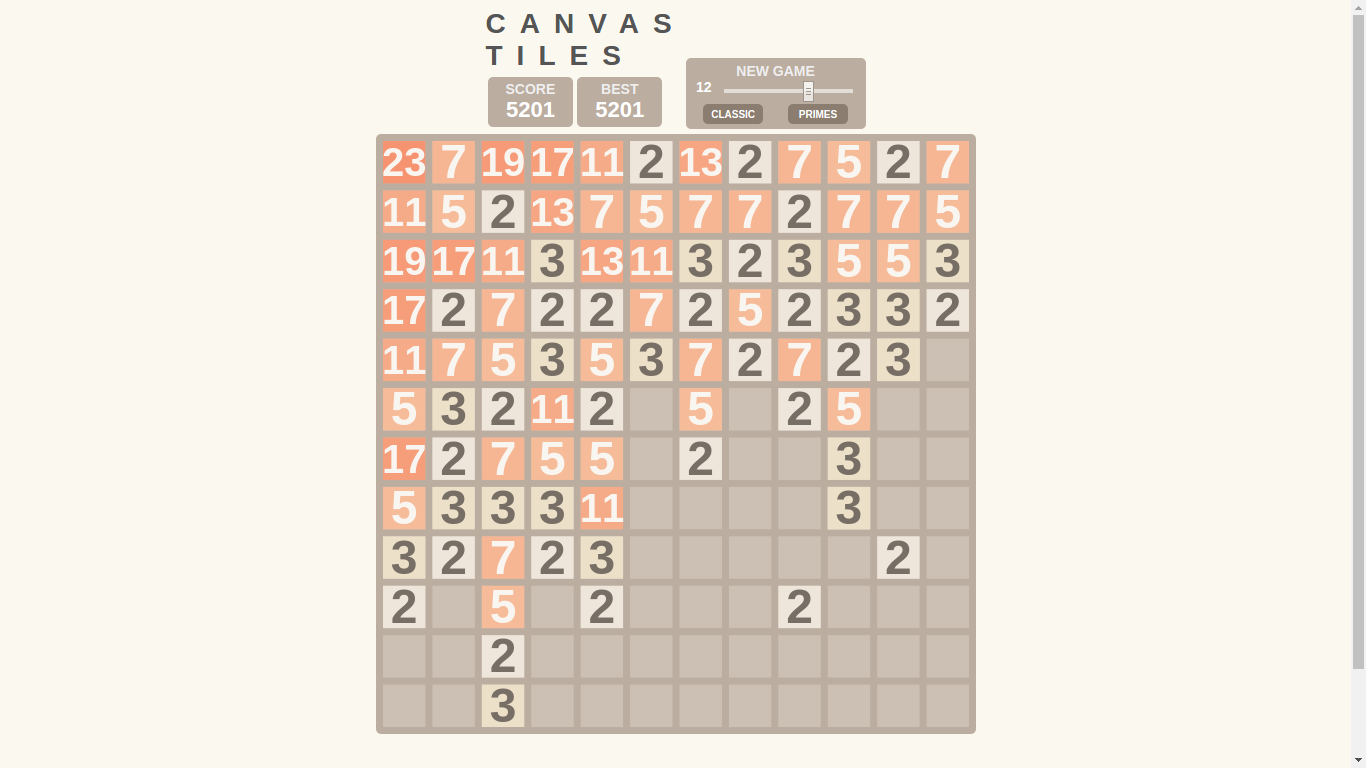 CANVAS
TILES
SCORE
5201
BEST
5201
NEW GAME
12
CLASSIC
PRIMES
23 7 19 17 11 2 13 2 7 5 2 7
11 5 2 13 7 5 7 7 2 7 7 5
19 17 11 3 13 11 3 2 3 5 5 3
17 2 7 2 2 7 2 5 2 3 3 2
11 7 5 3 5 3 7 2 7 2 3
5 3 2 11 2 5 2 5
17 2 7 5 5 2 3
5 3 3 3 11 3
3 2 7 2 3 2
2 5 2 2
2
3